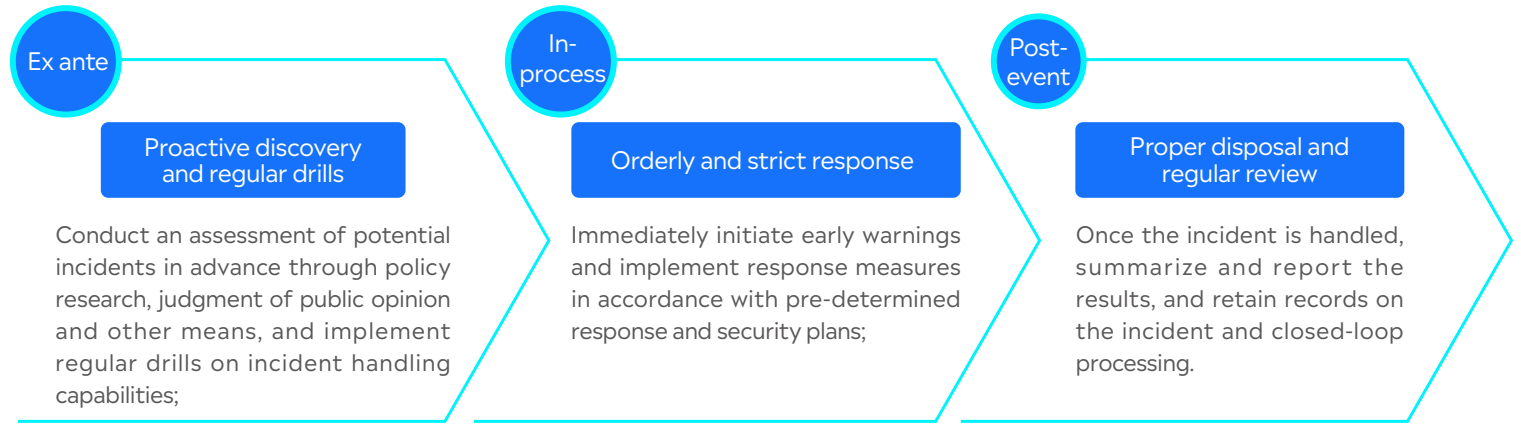 Ex ante
Proactive discovery
and regular drills
Conduct an assessment of potential
incidents in advance through policy
research, judgment of public opinion
and other means, and implement
regular drills on incident handling
capabilities;
In-
process
Orderly and strict response
Immediately initiate early warnings
and implement response measures
in accordance with pre-determined
response and security plans;
Post-
event
Proper disposal and
regular review
Once the incident is handled,
summarize and report the
results, and retain records on
the incident and closed-loop
processing.